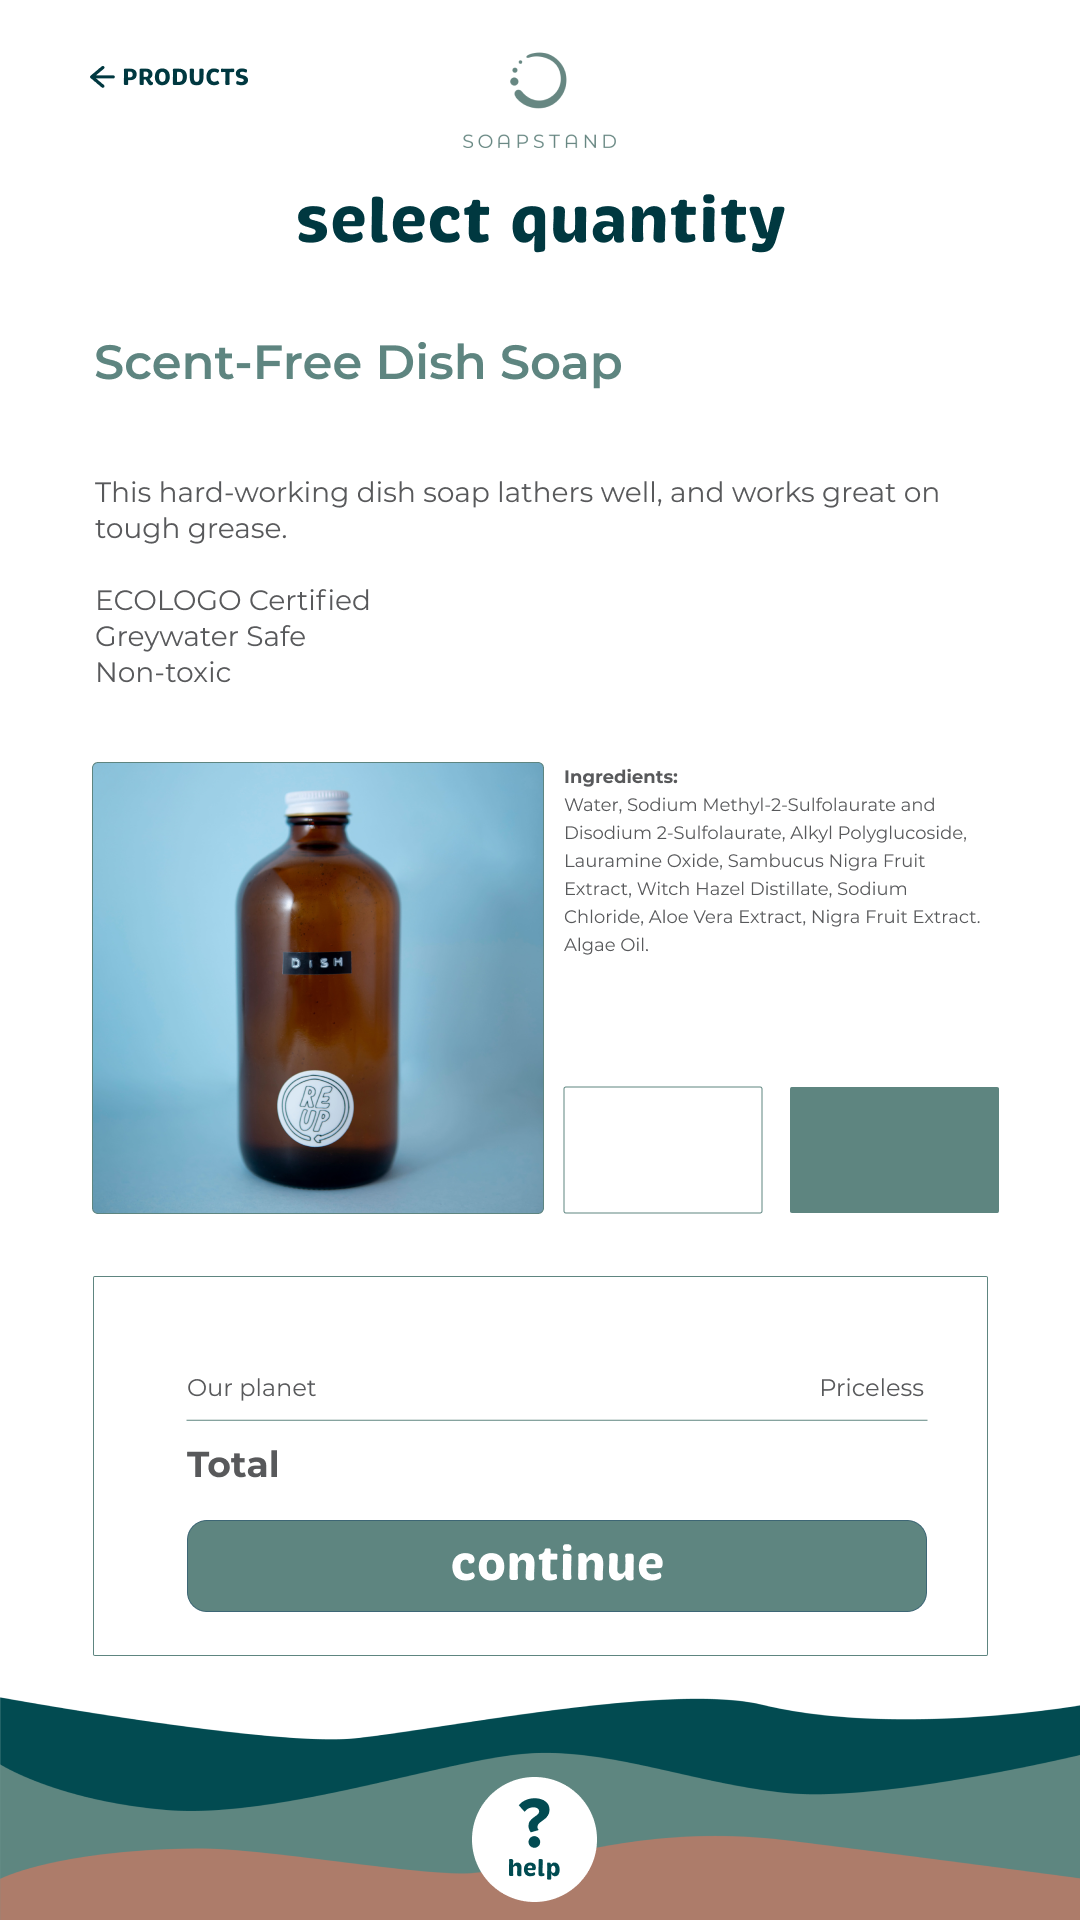 PRODUCTS
SOAPSTAND
select quantity
Scent-Free Dish Soap
This hard-working dish soap lathers well, and works great on
tough grease.
ECOLOGO Certified
Greywater Safe
Non-toxic
DISH
RE
UP
Ingredients:
Water, Sodium Methyl-2-Sulfolaurate and
Disodium 2-Sulfolaurate, Alkyl Polyglucoside,
Lauramine Oxide, Sambucus Nigra Fruit
Extract, Witch Hazel Distillate, Sodium
Chloride, Aloe Vera Extract, Nigra Fruit Extract.
Algae Oil.
Our planet Priceless
Total
continue
?
help